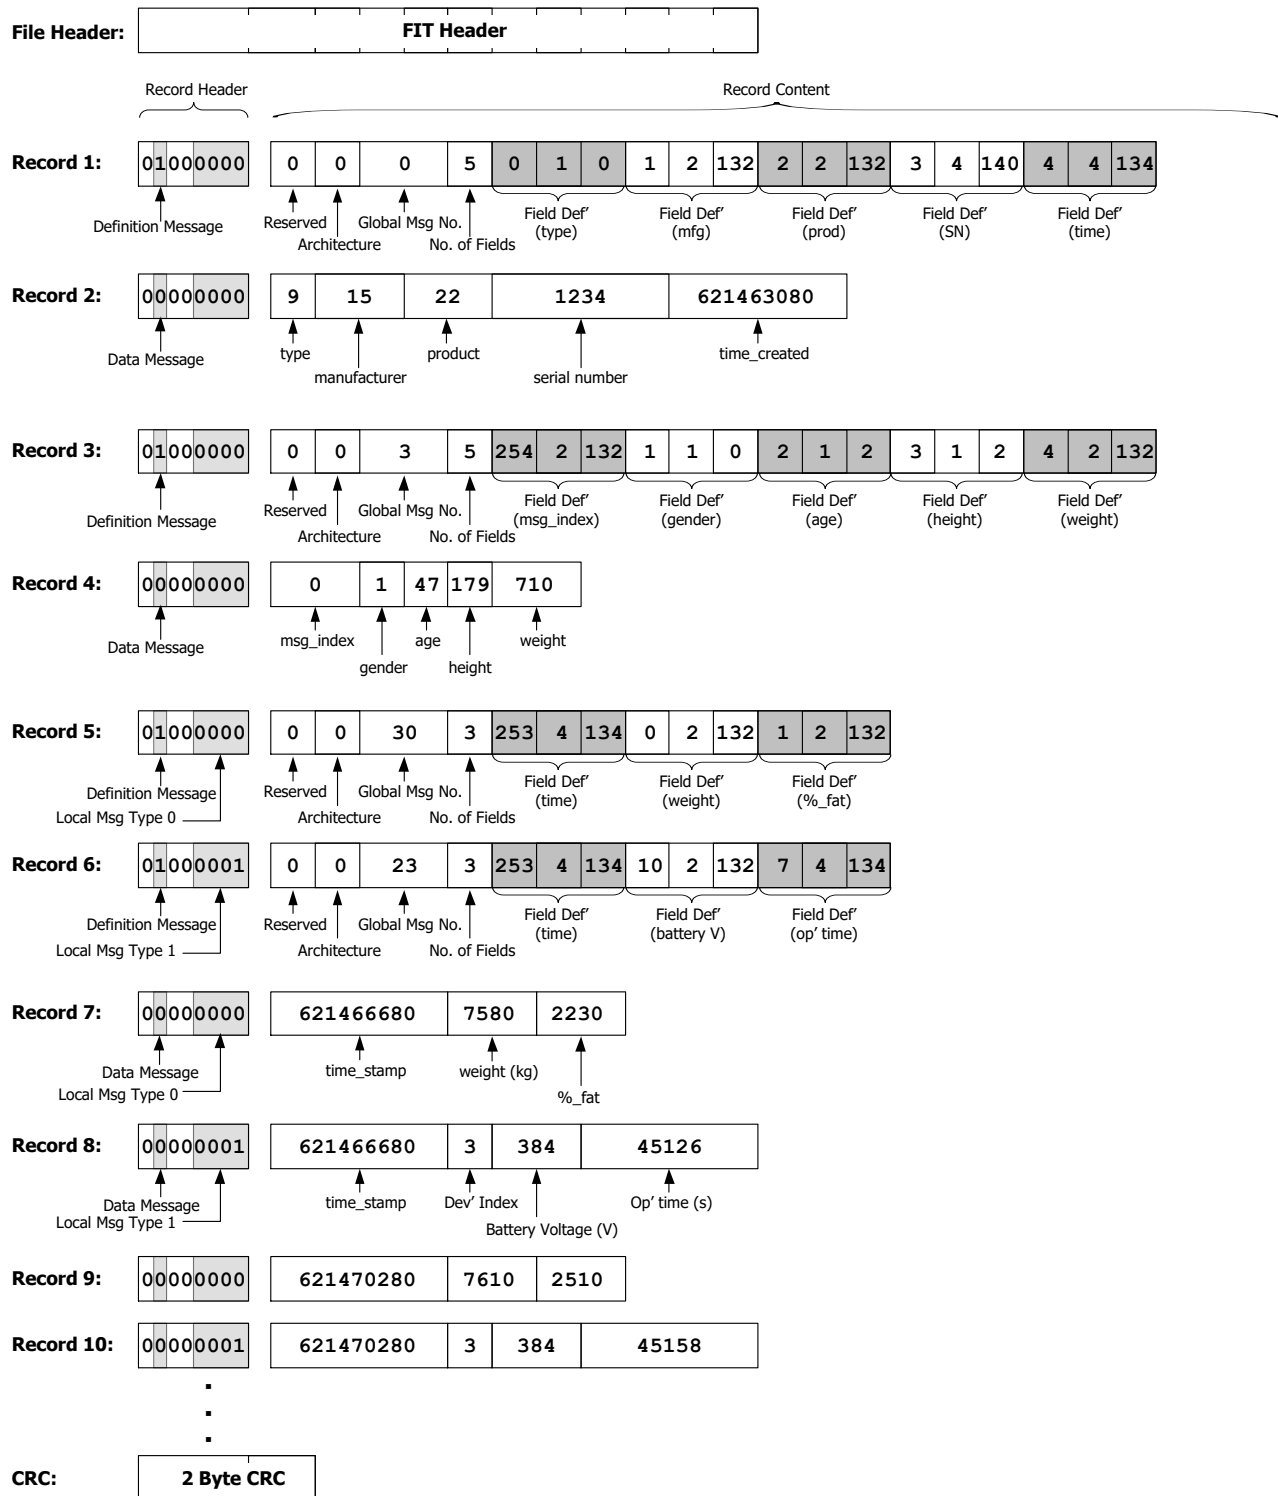 File Header: FIT Header
Record Header Record Content
Record 1: 01000000 0 0 0 5 0 1 0 1 2 132 2 2 132 3 4 140 4 4 134
Definition Message Reserved Architecture Global Msg No. No. of Fields Field Def' (type) Field Def' (mfg) Field Def' (prod) Field Def' (SN) Field Def' (time)
Record 2: 00000000 9 15 22 1234 621463080
Data Message type manufacturer product serial number time_created
Record 3: 01000000 0 0 3 5 254 2 132 1 1 0 2 1 2 3 1 2 4 2 132
Definition Message Reserved Architecture Global Msg No. No. of Fields Field Def' (msg_index) Field Def' (gender) Field Def' (age) Field Def' (height) Field Def' (weight)
Record 4: 00000000 0 1 47 179 710
Data Message msg_index gender age height weight
Record 5: 01000000 0 0 30 3 253 4 134 0 2 132 1 2 132
Definition Message Local Msg Type 0 Reserved Architecture Global Msg No. No. of Fields Field Def' (time) Field Def' (weight) Field Def' (%_fat)
Record 6: 01000001 0 0 23 3 253 4 134 10 2 132 7 4 134
Definition Message Local Msg Type 1 Reserved Architecture Global Msg No. No. of Fields Field Def' (time) Field Def' (battery V) Field Def' (op' time)
Record 7: 00000000 621466680 7580 2230
Data Message Local Msg Type 0 time_stamp weight (kg) %_fat
Record 8: 00000001 621466680 3 384 45126
Data Message Local Msg Type 1 time_stamp Dev' Index Battery Voltage (V) Op' time (s)
Record 9: 00000000 621470280 7610 2510
Record 10: 00000001 621470280 3 384 45158
CRC: 2 Byte CRC